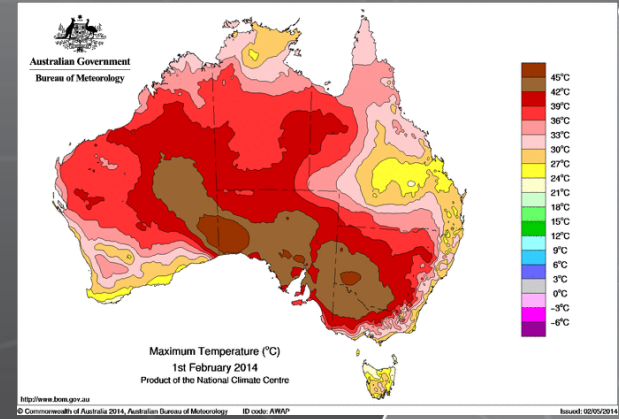 Australian Government
Bureau of Meteorology
45°C
42°C
39°C
36°C
33°C
30°C
27°C
24°C
21°C
18°C
15°C
12°C
9°C
6°C
3°C
0°C
-3°C
-6°C
Maximum Temperature (°C)
1st February 2014
Product of the National Climate Centre
http://www.bom.gov.au
© Commonwealth of Australia 2014, Australian Bureau of Meteorology ID code: AWAP Issued: 02/05/2014